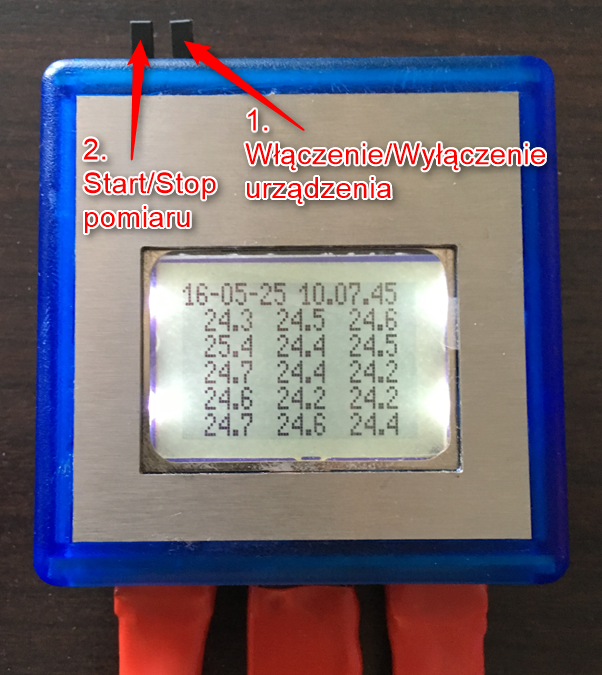 1.
Włączenie/Wyłączenie
urządzenia
2.
Start/Stop
pomiaru
16-05-25 10.07.45
24.3 24.5 24.6
25.4 24.4 24.5
24.7 24.4 24.2
24.6 24.2 24.2
24.7 24.6 24.4